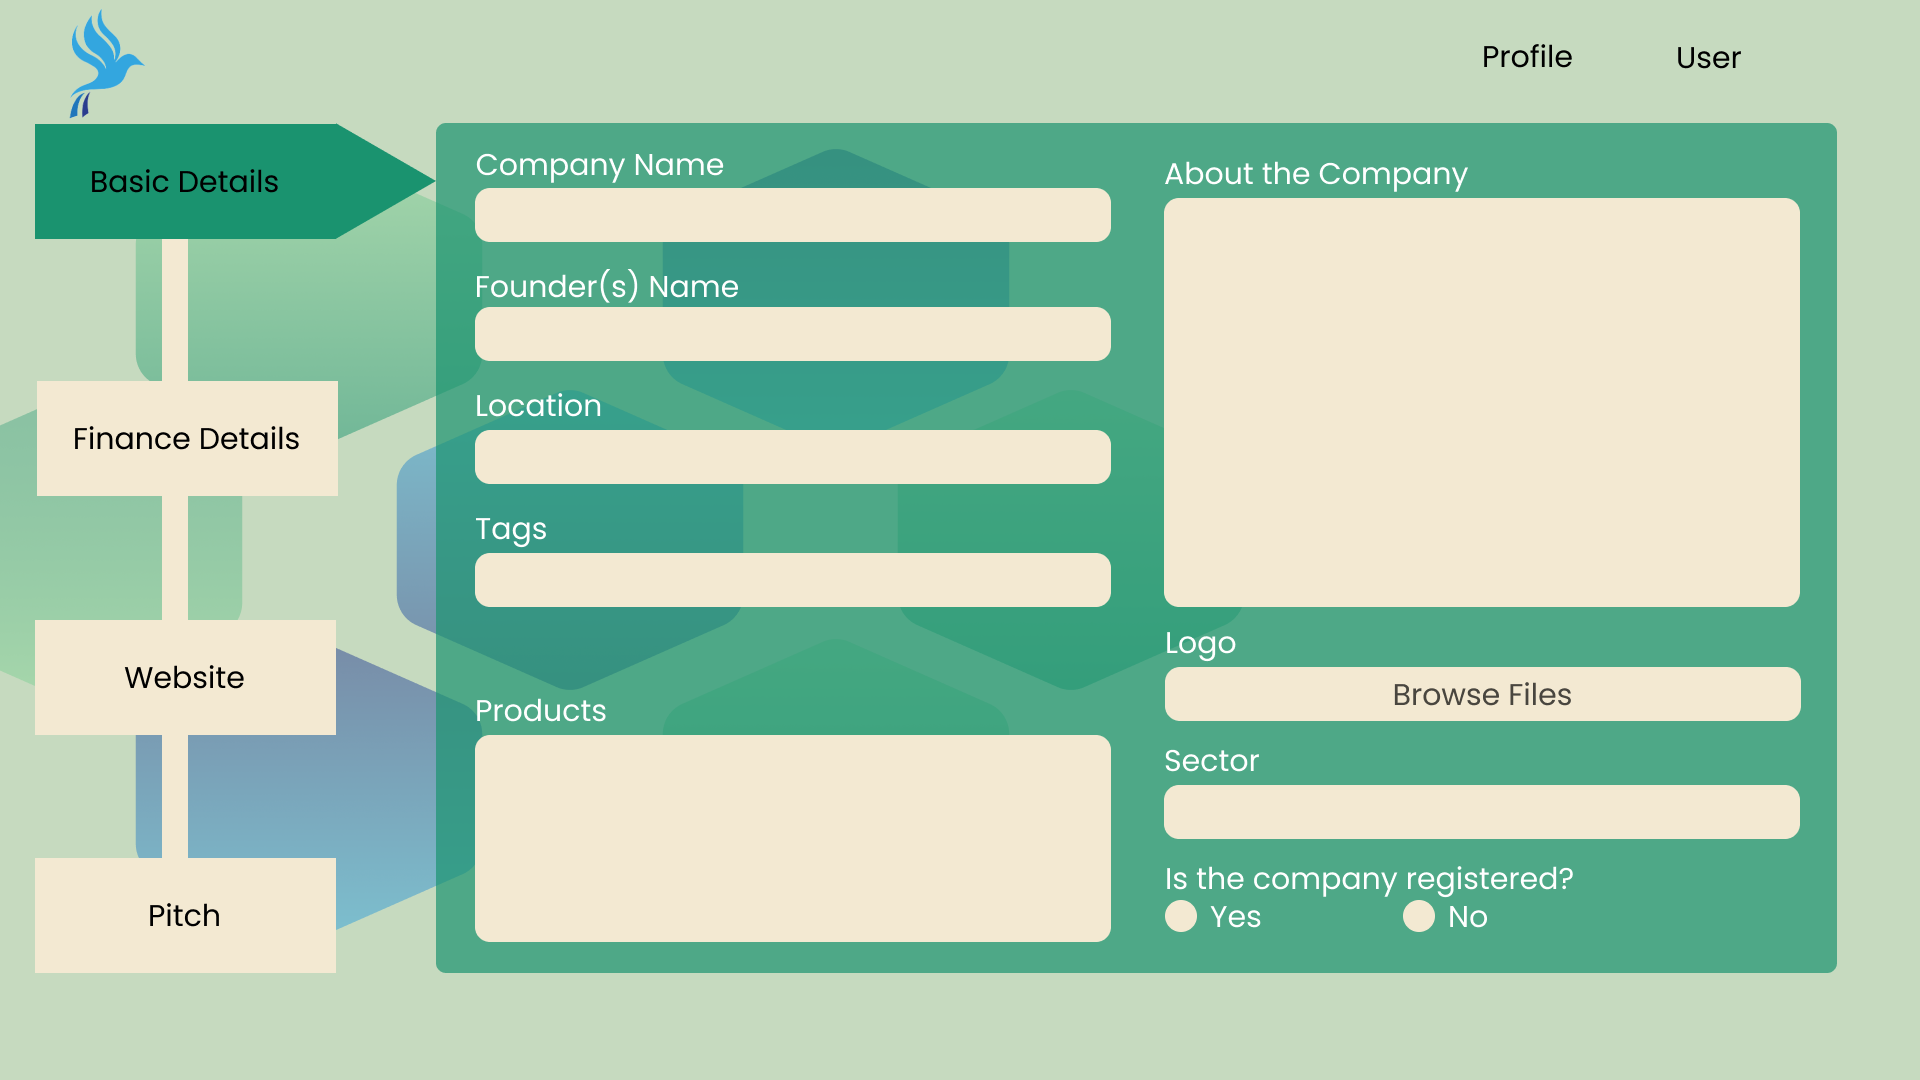 Profile
User
Basic Details
Finance Details
Website
Pitch
Company Name
Founder(s) Name
Location
Tags
Products
About the Company
Logo
Browse Files
Sector
Is the company registered?
Yes
No